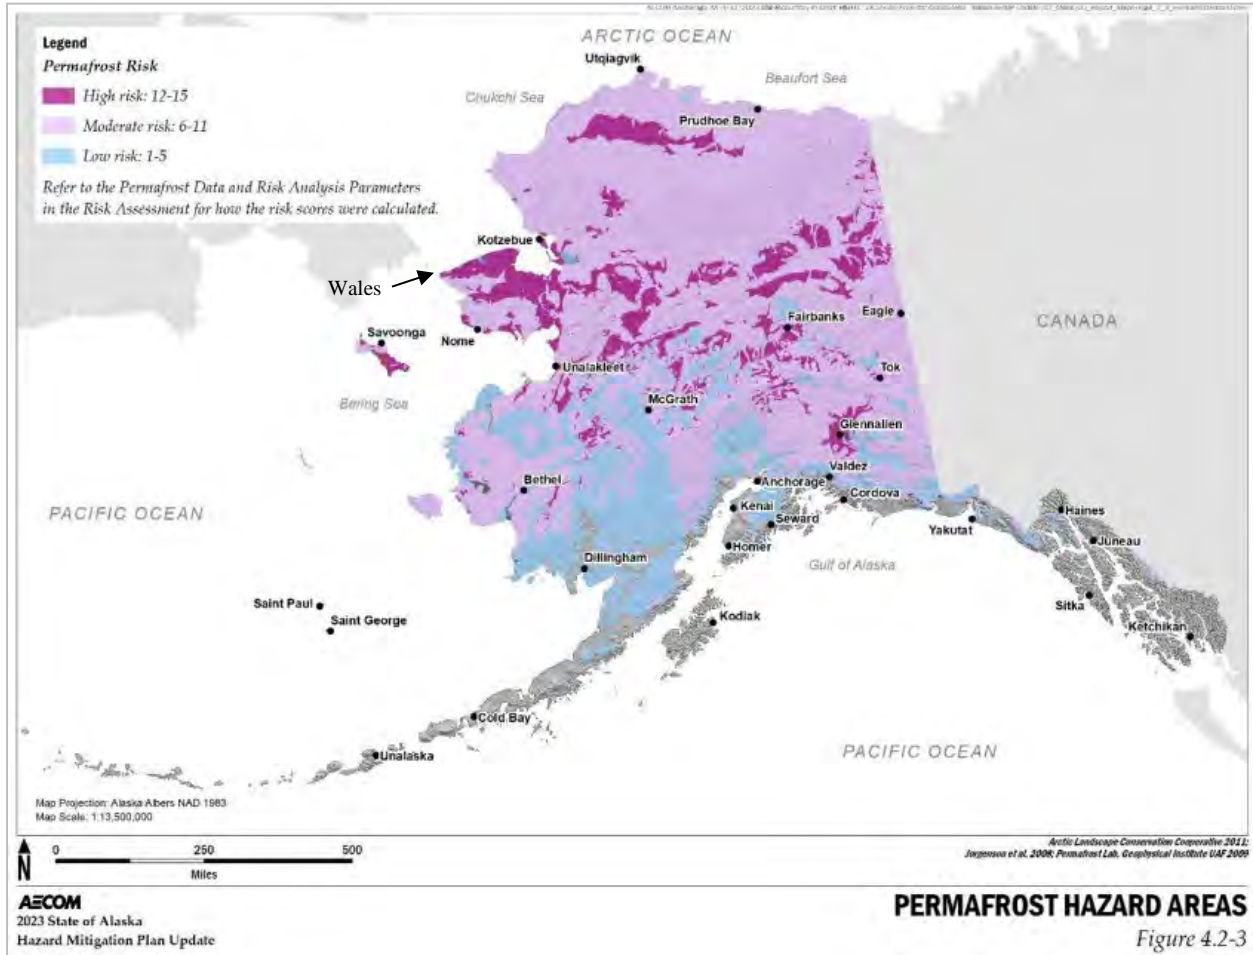 Legend
Permafrost Risk
High risk: 12-15
Moderate risk: 6-11
Low risk: 1-5
Refer to the Permafrost Data and Risk Analysis Parameters
in the Risk Assessment for how the risk scores were calculated.
ARCTIC OCEAN
Utqiagvik
Beaufort Sea
Chukchi Sea
Prudhoe Bay
Kotzebue
Wales
Savoonga
Nome
Fairbanks
Eagle
CANADA
Unalakleet
Tok
Bering Sea
McGrath
Glennallen
Valdez
Bethel
Anchorage
Cordova
PACIFIC OCEAN
Kenai
Seward
Haines
Yakutat
Homer
Juneau
Dillingham
Gulf of Alaska
Saint Paul
Sitka
Saint George
Kodiak
Ketchikan
Cold Bay
PACIFIC OCEAN
Unalaska
Map Projection: Alaska Albers NAD 1983
Map Scale: 1:13,500,000
N
0 250 500
Miles
Arctic Landscape Conservation Cooperative 2011;
Jorgenson et al. 2008; Permafrost Lab, Geophysical Institute UAF 2009
AECOM
2023 State of Alaska
Hazard Mitigation Plan Update
PERMAFROST HAZARD AREAS
Figure 4.2-3